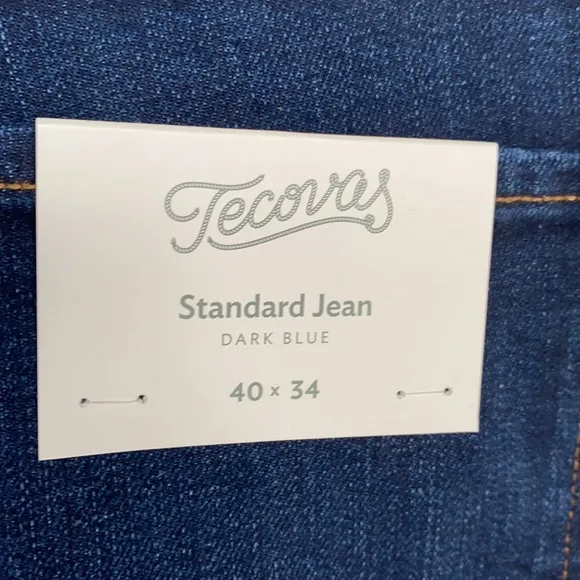 Tecovas
Standard Jean
DARK BLUE
40 x 34